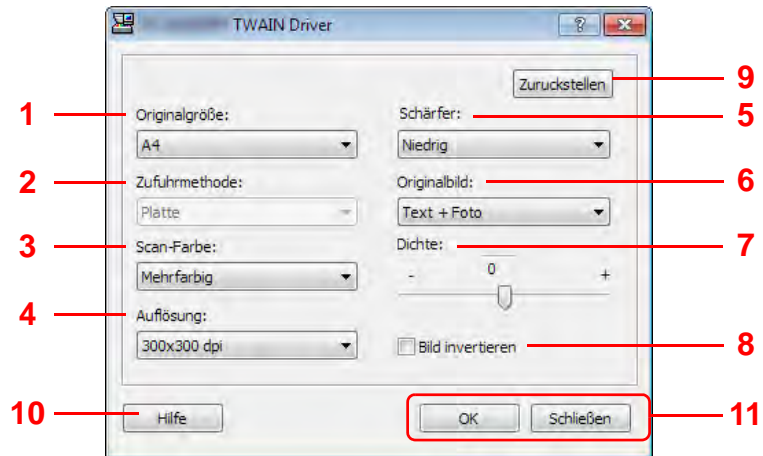 TWAIN Driver
?
Zuruckstellen
9
1
Originalgröße:
A4
Schärfer:
5
Niedrig
2
Zufuhrmethode:
Platte
Originalbild:
6
Text + Foto
3
Scan-Farbe:
Mehrfarbig
Dichte:
7
- 0 +
4
Auflösung:
300x300 dpi
Bild invertieren
8
10
Hilfe
OK
Schließen
11